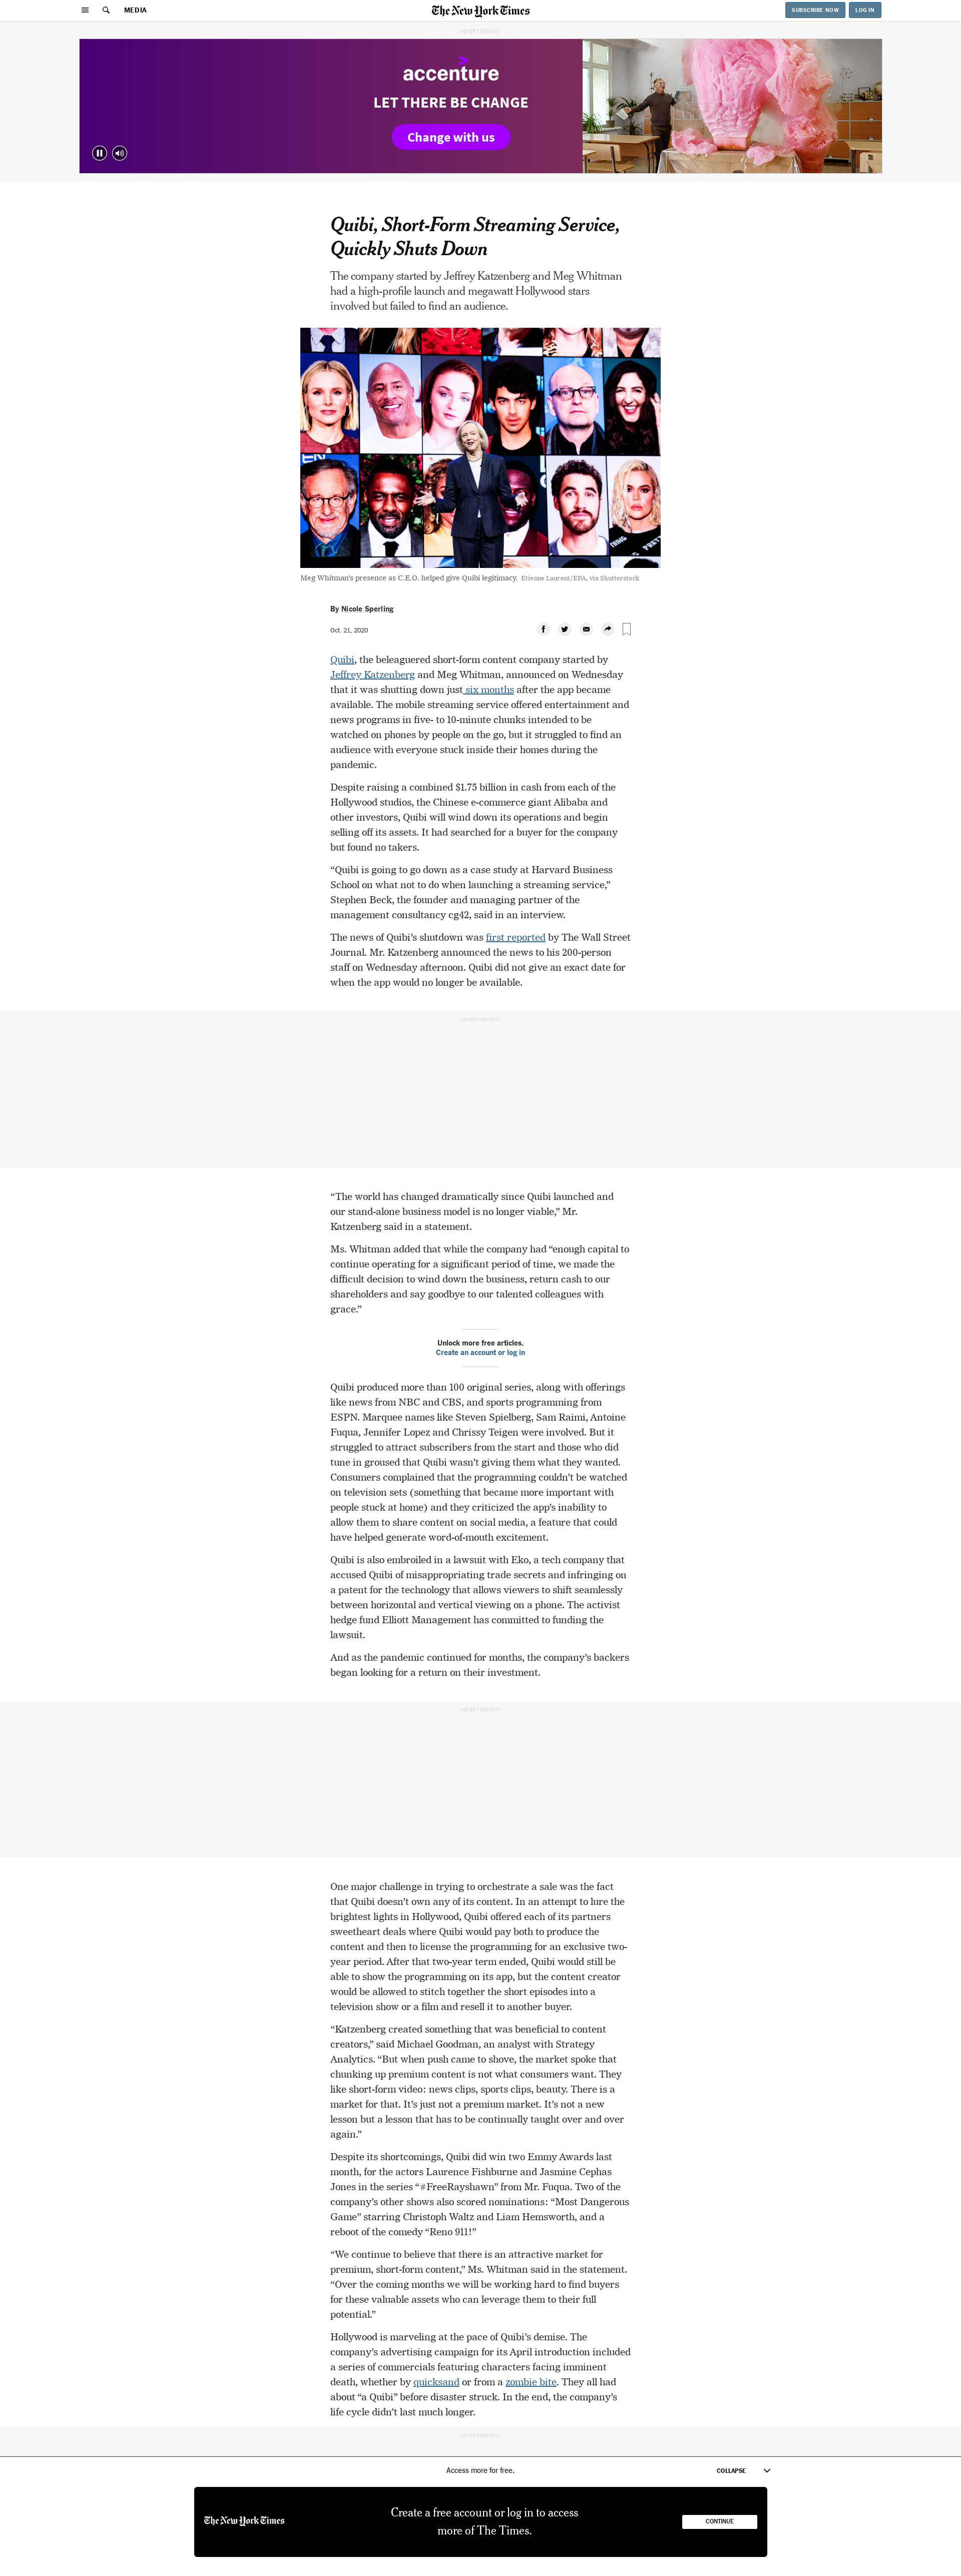 MEDIA
The New York Times
SUBSCRIBE NOW
LOG IN
ADVERTISEMENT
accenture
LET THERE BE CHANGE
Change with us
Quibi, Short-Form Streaming Service,
Quickly Shuts Down
The company started by Jeffrey Katzenberg and Meg Whitman
had a high-profile launch and megawatt Hollywood stars
involved but failed to find an audience.
EN
THING
Meg Whitman's presence as C.E.O. helped give Quibi legitimacy. Etienne Laurent/EPA, via Shutterstock
By Nicole Sperling
Oct. 21, 2020
Quibi, the beleaguered short-form content company started by
Jeffrey Katzenberg and Meg Whitman, announced on Wednesday
that it was shutting down just six months after the app became
available. The mobile streaming service offered entertainment and
news programs in five- to 10-minute chunks intended to be
watched on phones by people on the go, but it struggled to find an
audience with everyone stuck inside their homes during the
pandemic.
Despite raising a combined $1.75 billion in cash from each of the
Hollywood studios, the Chinese e-commerce giant Alibaba and
other investors, Quibi will wind down its operations and begin
selling off its assets. It had searched for a buyer for the company
but found no takers.
“Quibi is going to go down as a case study at Harvard Business
School on what not to do when launching a streaming service,”
Stephen Beck, the founder and managing partner of the
management consultancy cg42, said in an interview.
The news of Quibi’s shutdown was first reported by The Wall Street
Journal. Mr. Katzenberg announced the news to his 200-person
staff on Wednesday afternoon. Quibi did not give an exact date for
when the app would no longer be available.
ADVERTISEMENT
“The world has changed dramatically since Quibi launched and
our stand-alone business model is no longer viable,” Mr.
Katzenberg said in a statement.
Ms. Whitman added that while the company had “enough capital to
continue operating for a significant period of time, we made the
difficult decision to wind down the business, return cash to our
shareholders and say goodbye to our talented colleagues with
grace.”
Unlock more free articles.
Create an account or log in
Quibi produced more than 100 original series, along with offerings
like news from NBC and CBS, and sports programming from
ESPN. Marquee names like Steven Spielberg, Sam Raimi, Antoine
Fuqua, Jennifer Lopez and Chrissy Teigen were involved. But it
struggled to attract subscribers from the start and those who did
tune in groused that Quibi wasn’t giving them what they wanted.
Consumers complained that the programming couldn’t be watched
on television sets (something that became more important with
people stuck at home) and they criticized the app’s inability to
allow them to share content on social media, a feature that could
have helped generate word-of-mouth excitement.
Quibi is also embroiled in a lawsuit with Eko, a tech company that
accused Quibi of misappropriating trade secrets and infringing on
a patent for the technology that allows viewers to shift seamlessly
between horizontal and vertical viewing on a phone. The activist
hedge fund Elliott Management has committed to funding the
lawsuit.
And as the pandemic continued for months, the company’s backers
began looking for a return on their investment.
ADVERTISEMENT
One major challenge in trying to orchestrate a sale was the fact
that Quibi doesn’t own any of its content. In an attempt to lure the
brightest lights in Hollywood, Quibi offered each of its partners
sweetheart deals where Quibi would pay both to produce the
content and then to license the programming for an exclusive two-
year period. After that two-year term ended, Quibi would still be
able to show the programming on its app, but the content creator
would be allowed to stitch together the short episodes into a
television show or a film and resell it to another buyer.
“Katzenberg created something that was beneficial to content
creators,” said Michael Goodman, an analyst with Strategy
Analytics. “But when push came to shove, the market spoke that
chunking up premium content is not what consumers want. They
like short-form video: news clips, sports clips, beauty. There is a
market for that. It’s just not a premium market. It’s not a new
lesson but a lesson that has to be continually taught over and over
again.”
Despite its shortcomings, Quibi did win two Emmy Awards last
month, for the actors Laurence Fishburne and Jasmine Cephas
Jones in the series “#FreeRayshawn” from Mr. Fuqua. Two of the
company’s other shows also scored nominations: “Most Dangerous
Game” starring Christoph Waltz and Liam Hemsworth, and a
reboot of the comedy “Reno 911!”
“We continue to believe that there is an attractive market for
premium, short-form content,” Ms. Whitman said in the statement.
“Over the coming months we will be working hard to find buyers
for these valuable assets who can leverage them to their full
potential.”
Hollywood is marveling at the pace of Quibi’s demise. The
company’s advertising campaign for its April introduction included
a series of commercials featuring characters facing imminent
death, whether by quicksand or from a zombie bite. They all had
about “a Quibi” before disaster struck. In the end, the company’s
life cycle didn’t last much longer.
ADVERTISEMENT
Access more for free.
COLLAPSE
The New York Times
Create a free account or log in to access
more of The Times.
CONTINUE